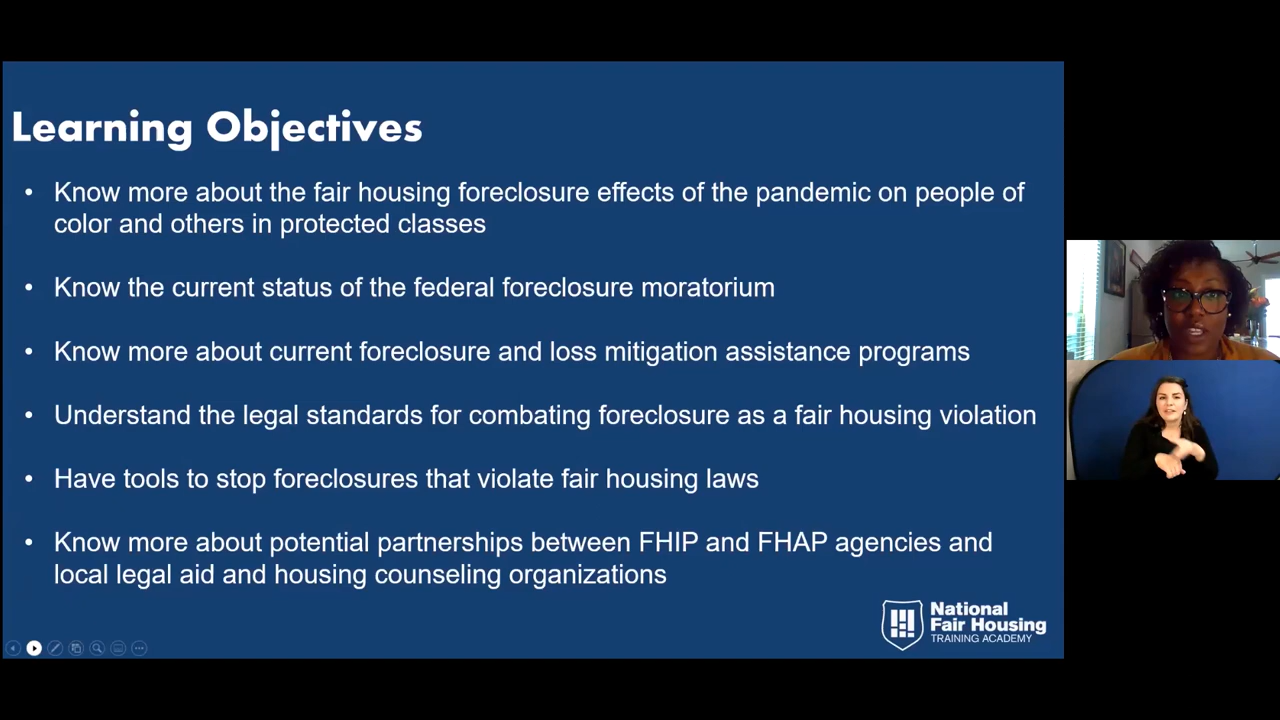 Learning Objectives
• Know more about the fair housing foreclosure effects of the pandemic on people of
color and others in protected classes
• Know the current status of the federal foreclosure moratorium
• Know more about current foreclosure and loss mitigation assistance programs
• Understand the legal standards for combating foreclosure as a fair housing violation
• Have tools to stop foreclosures that violate fair housing laws
• Know more about potential partnerships between FHIP and FHAP agencies and
local legal aid and housing counseling organizations
National
Fair Housing
TRAINING ACADEMY